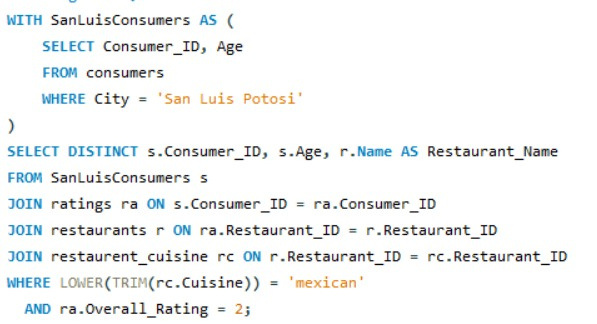 WITH SanLuisConsumers AS (
    SELECT Consumer_ID, Age
    FROM consumers
    WHERE City = 'San Luis Potosi'
)
SELECT DISTINCT s.Consumer_ID, s.Age, r.Name AS Restaurant_Name
FROM SanLuisConsumers s
JOIN ratings ra ON s.Consumer_ID = ra.Consumer_ID
JOIN restaurants r ON ra.Restaurant_ID = r.Restaurant_ID
JOIN restaurent_cuisine rc ON r.Restaurant_ID = rc.Restaurant_ID
WHERE LOWER(TRIM(rc.Cuisine)) = 'mexican'
  AND ra.Overall_Rating = 2;